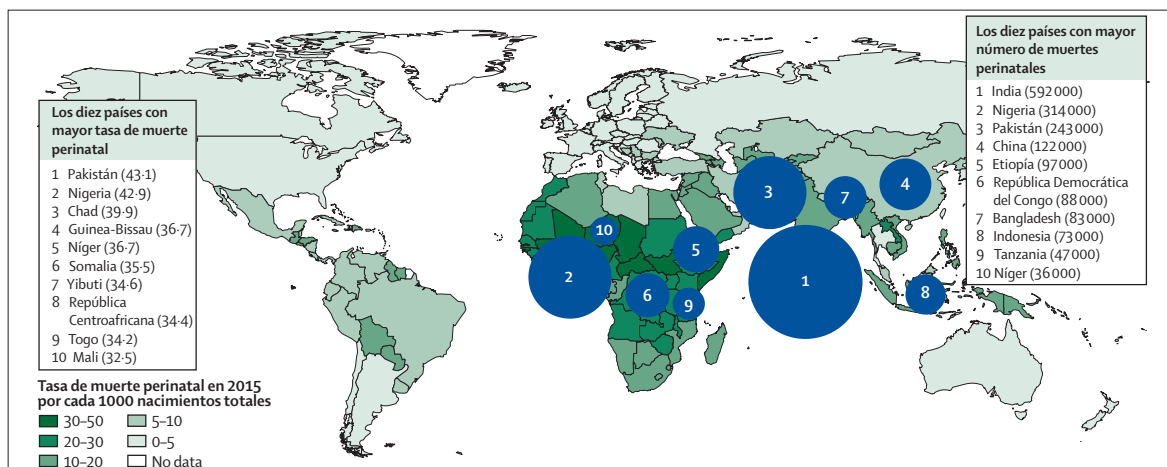 Los diez países con
mayor tasa de muerte
perinatal
1 Pakistán (43·1)
2 Nigeria (42·9)
3 Chad (39·9)
4 Guinea-Bissau (36·7)
5 Níger (36·7)
6 Somalia (35·5)
7 Yibuti (34·6)
8 República
Centroafricana (34·4)
9 Togo (34·2)
10 Mali (32·5)
Tasa de muerte perinatal en 2015
por cada 1000 nacimientos totales
30–50
20–30
10–20
5–10
0–5
No data
10
2
5
6
9
3
7
4
1
8
Los diez países con mayor
número de muertes
perinatales
1 India (592 000)
2 Nigeria (314 000)
3 Pakistán (243 000)
4 China (122 000)
5 Etiopía (97 000)
6 República Democrática
del Congo (88 000)
7 Bangladesh (83 000)
8 Indonesia (73 000)
9 Tanzania (47 000)
10 Níger (36 000)